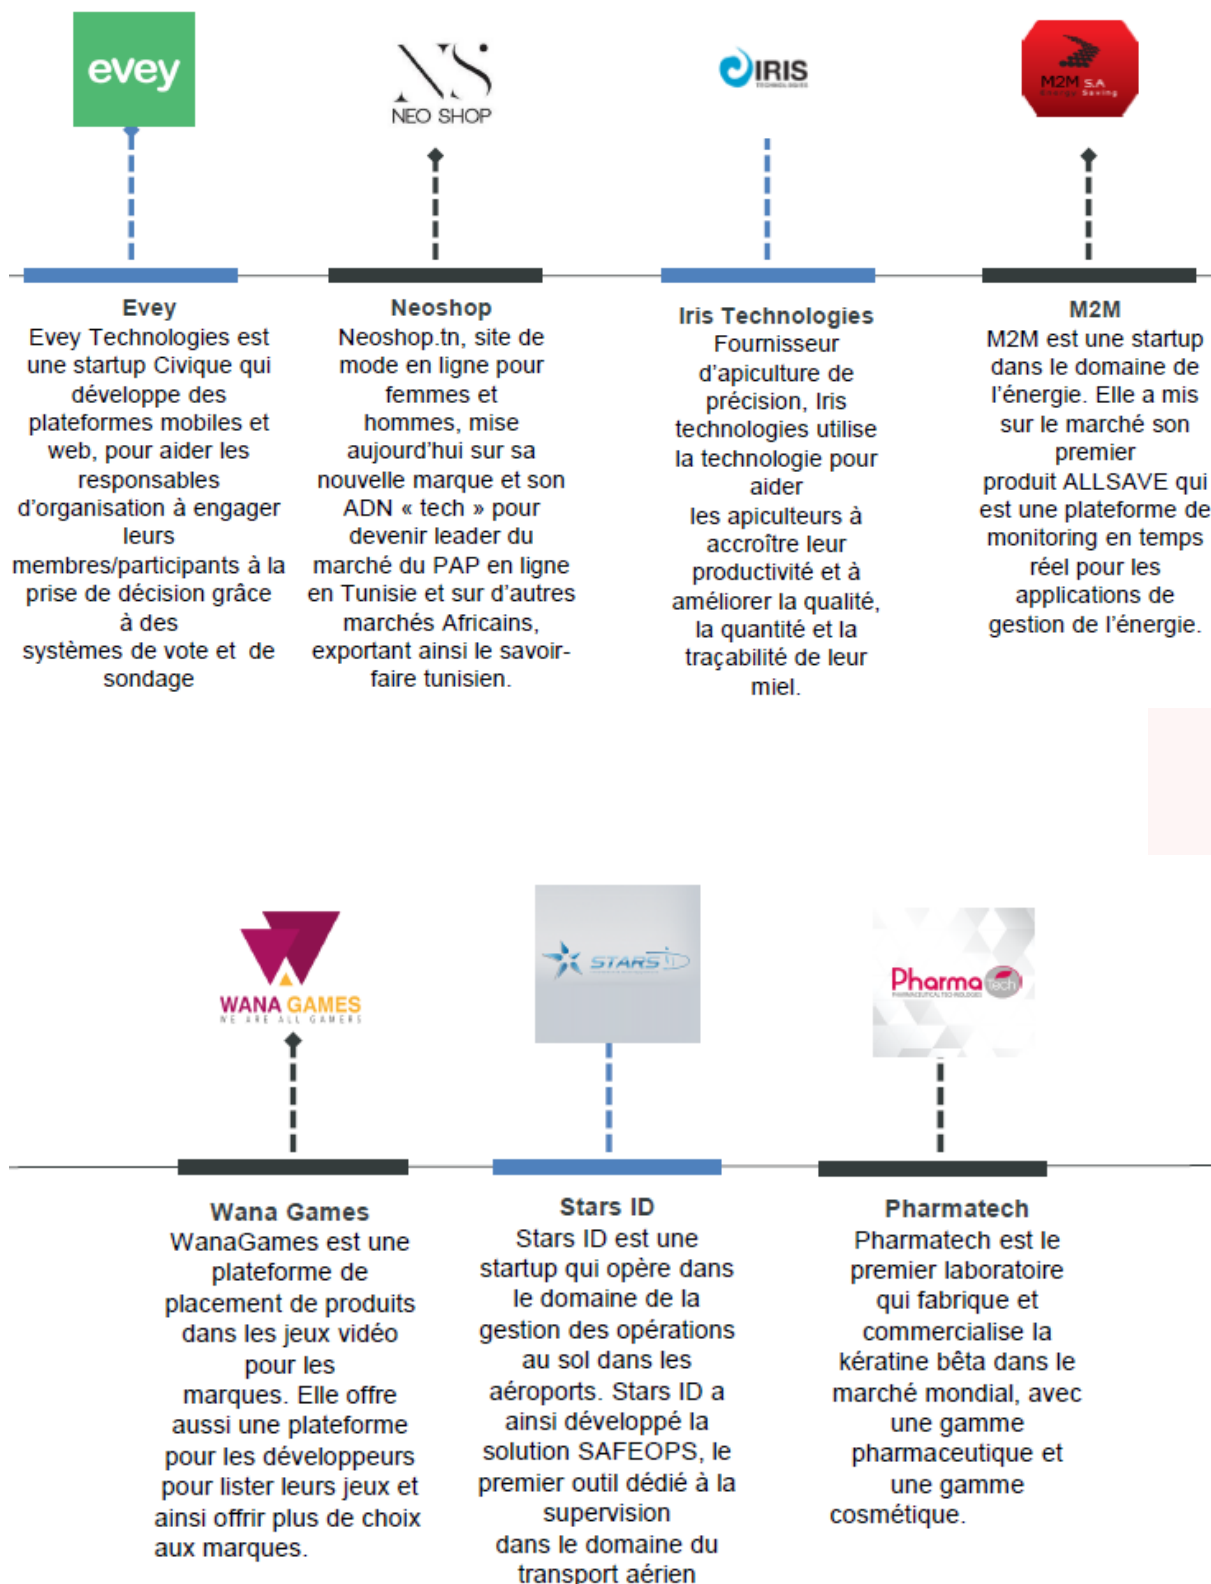 evey
NS
NEO SHOP
IRIS
TECHNOLOGIES
M2M S.A
Energy Saving
Evey
Evey Technologies est
une startup Civique qui
développe des
plateformes mobiles et
web, pour aider les
responsables
d'organisation à engager
leurs
membres/participants à la
prise de décision grâce
à des
systèmes de vote et de
sondage
Neoshop
Neoshop.tn, site de
mode en ligne pour
femmes et
hommes, mise
aujourd'hui sur sa
nouvelle marque et son
ADN « tech » pour
devenir leader du
marché du PAP en ligne
en Tunisie et sur d'autres
marchés Africains,
exportant ainsi le savoir-
faire tunisien.
Iris Technologies
Fournisseur
d'apiculture de
précision, Iris
technologies utilise
la technologie pour
aider
les apiculteurs à
accroître leur
productivité et à
améliorer la qualité,
la quantité et la
traçabilité de leur
miel.
M2M
M2M est une startup
dans le domaine de
l'énergie. Elle a mis
sur le marché son
premier
produit ALLSAVE qui
est une plateforme de
monitoring en temps
réel pour les
applications de
gestion de l'énergie.
WANA GAMES
WE ARE ALL GAMERS
STARS ID
Pharma Tech
PHARMACEUTICAL TECHNOLOGIES
Wana Games
WanaGames est une
plateforme de
placement de produits
dans les jeux vidéo
pour les
marques. Elle offre
aussi une plateforme
pour les développeurs
pour lister leurs jeux et
ainsi offrir plus de choix
aux marques.
Stars ID
Stars ID est une
startup qui opère dans
le domaine de la
gestion des opérations
au sol dans les
aéroports. Stars ID a
ainsi développé la
solution SAFEOPS, le
premier outil dédié à la
supervision
dans le domaine du
transport aérien
Pharmatech
Pharmatech est le
premier laboratoire
qui fabrique et
commercialise la
kératine bêta dans le
marché mondial, avec
une gamme
pharmaceutique et
une gamme
cosmétique.